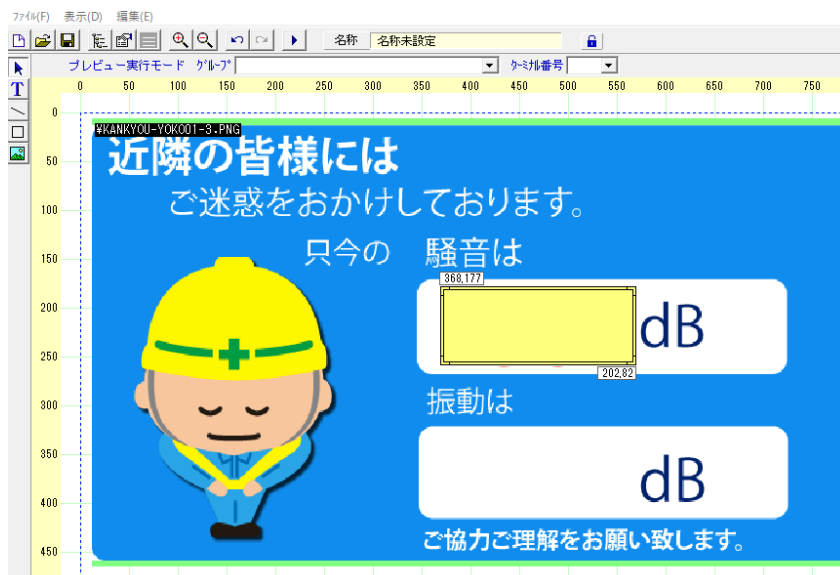 ファイル(F) 表示(D) 編集(E)
名称 名称未設定
プレビュー実行モード グループ ターミナル番号
0 50 100 150 200 250 300 350 400 450 500 550 600 650 700 750
0
50
100
150
200
250
300
350
400
450
¥KANKYOU-YOKO01-3.PNG
近隣の皆様には
ご迷惑をおかけしております。
只今の 騒音は
368,177
dB
202,82
振動は
dB
ご協力ご理解をお願い致します。